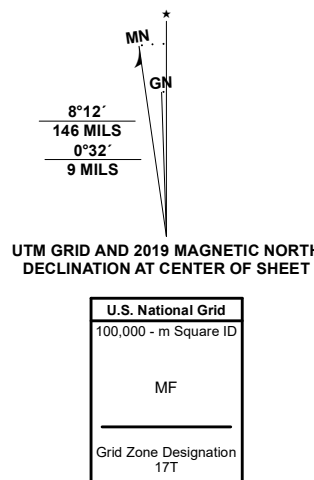 ★
MN
GN
8°12´
146 MILS
0°32´
9 MILS
UTM GRID AND 2019 MAGNETIC NORTH
DECLINATION AT CENTER OF SHEET
U.S. National Grid
100,000 - m Square ID
MF
Grid Zone Designation
17T